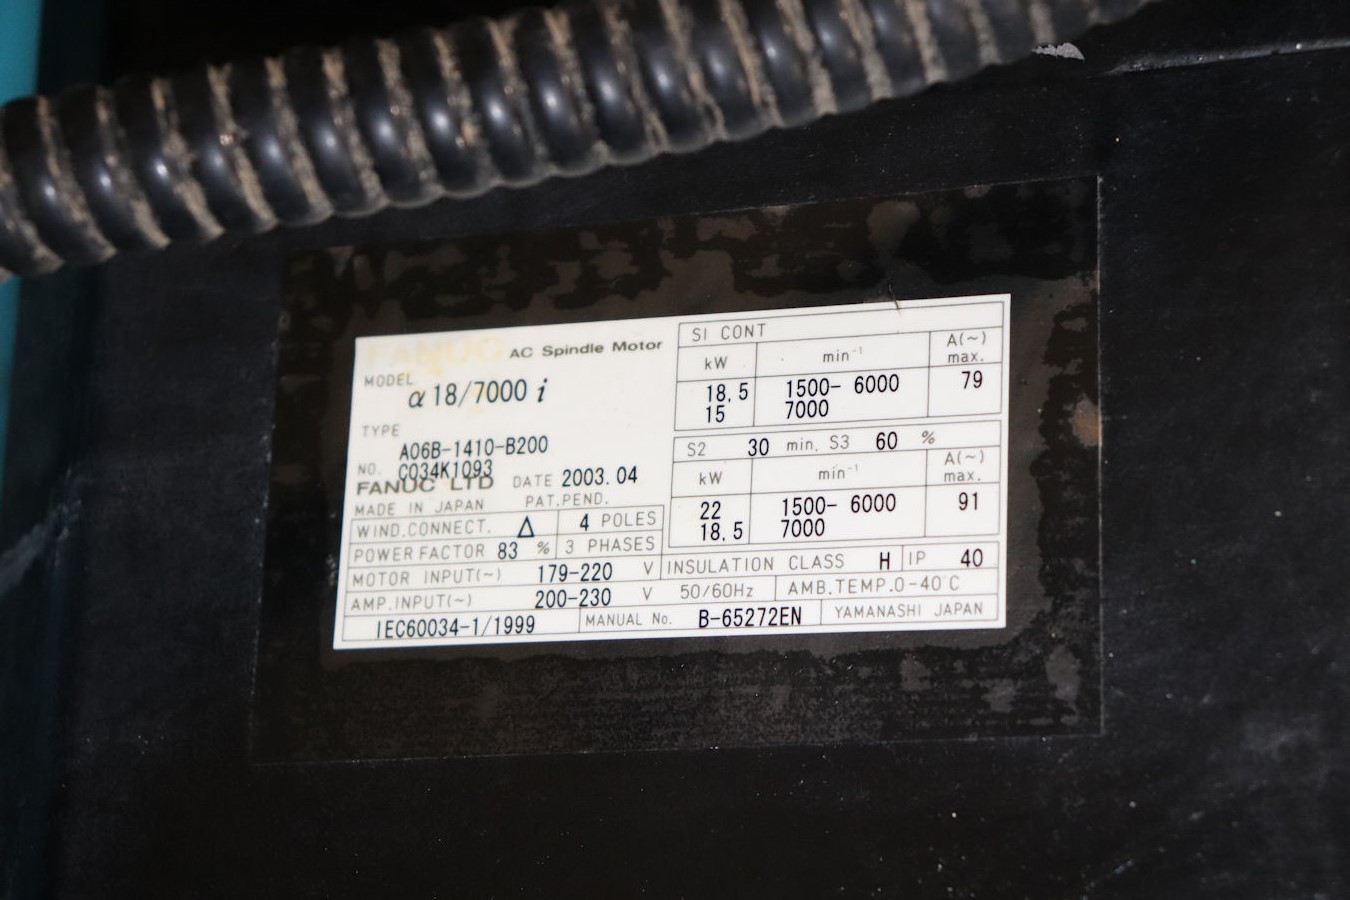 FANUC AC Spindle Motor
MODEL
α 18/7000 i
TYPE
A06B-1410-B200
NO. C034K1093
FANUC LTD DATE 2003.04
MADE IN JAPAN PAT.PEND.
WIND.CONNECT. Δ 4 POLES
POWER FACTOR 83 % 3 PHASES
S1 CONT
kW min⁻¹ A(~) max.
18.5 1500- 6000 79
15 7000
S2 30 min. S3 60 %
kW min⁻¹ A(~) max.
22 1500- 6000 91
18.5 7000
MOTOR INPUT(~) 179-220 V INSULATION CLASS H IP 40
AMP.INPUT(~) 200-230 V 50/60Hz AMB.TEMP.0-40°C
IEC60034-1/1999 MANUAL No. B-65272EN YAMANASHI JAPAN